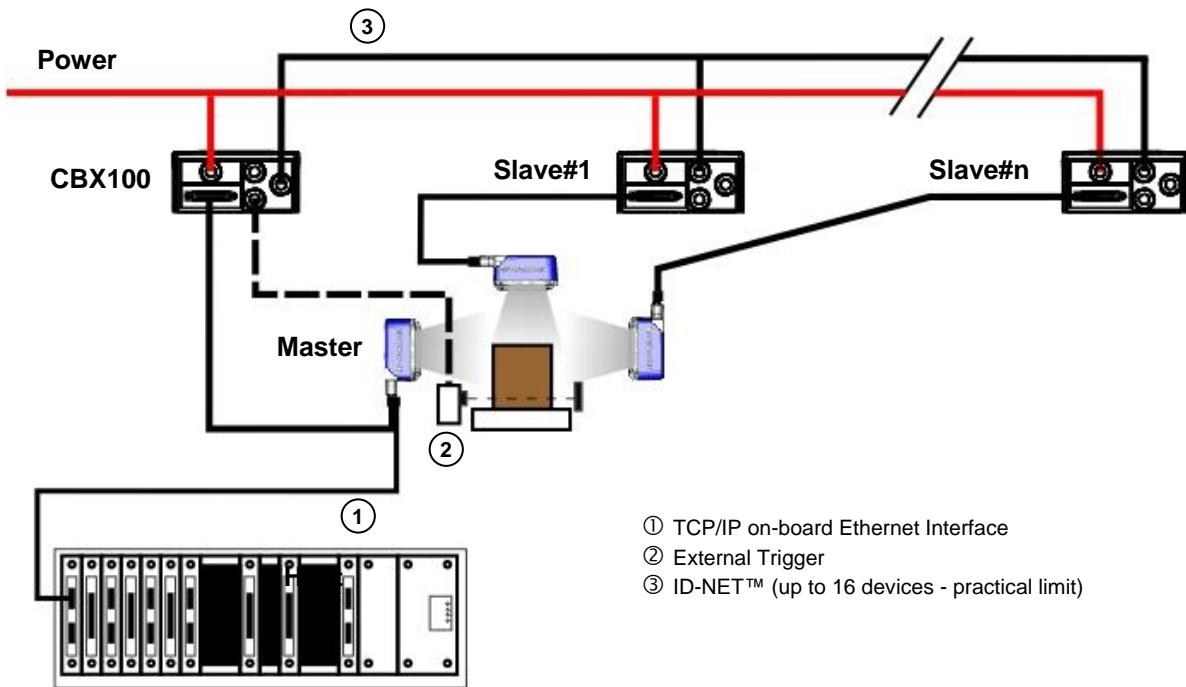 ③
Power
CBX100
Slave#1
Slave#n
Master
②
①
① TCP/IP on-board Ethernet Interface
② External Trigger
③ ID-NET™ (up to 16 devices - practical limit)